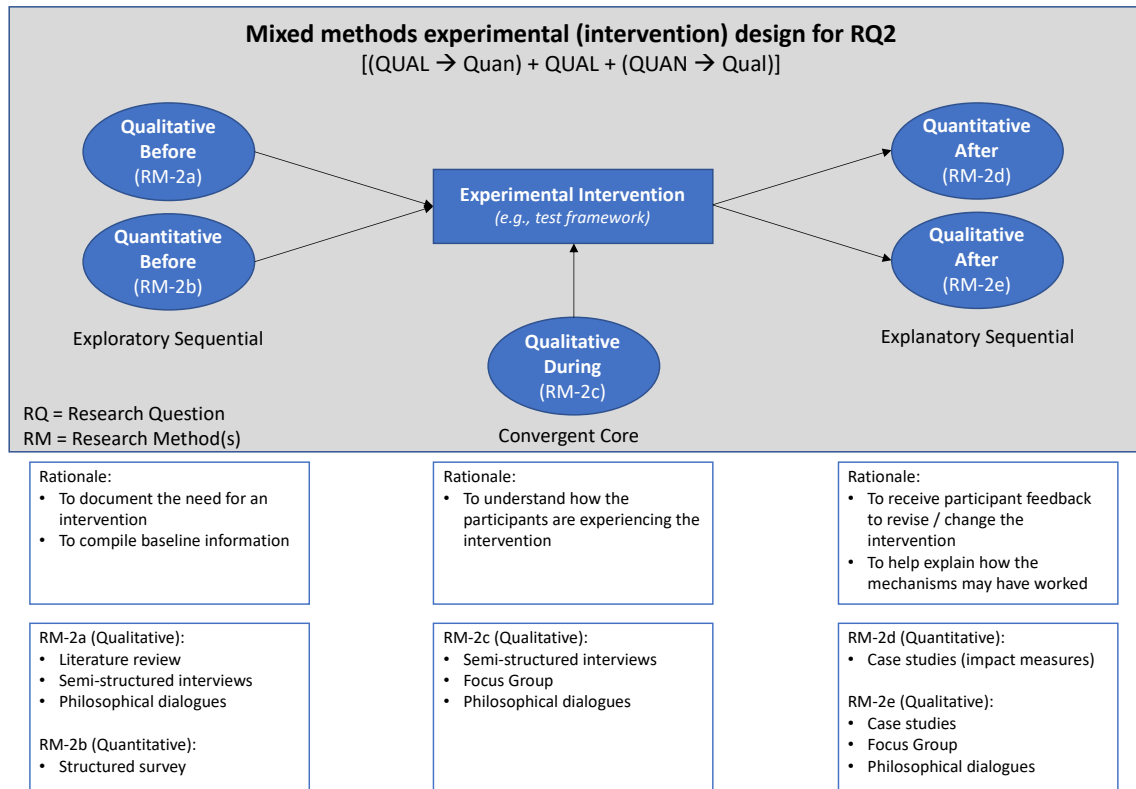 Mixed methods experimental (intervention) design for RQ2
[(QUAL → Quan) + QUAL + (QUAN → Qual)]
Qualitative
Before
(RM-2a)
Quantitative
Before
(RM-2b)
Exploratory Sequential
Experimental Intervention
(e.g., test framework)
Qualitative
During
(RM-2c)
Convergent Core
Quantitative
After
(RM-2d)
Qualitative
After
(RM-2e)
Explanatory Sequential
RQ = Research Question
RM = Research Method(s)
Rationale:
• To document the need for an
intervention
• To compile baseline information
Rationale:
• To understand how the
participants are experiencing the
intervention
Rationale:
• To receive participant feedback
to revise / change the
intervention
• To help explain how the
mechanisms may have worked
RM-2a (Qualitative):
• Literature review
• Semi-structured interviews
• Philosophical dialogues
RM-2b (Quantitative):
• Structured survey
RM-2c (Qualitative):
• Semi-structured interviews
• Focus Group
• Philosophical dialogues
RM-2d (Quantitative):
• Case studies (impact measures)
RM-2e (Qualitative):
• Case studies
• Focus Group
• Philosophical dialogues